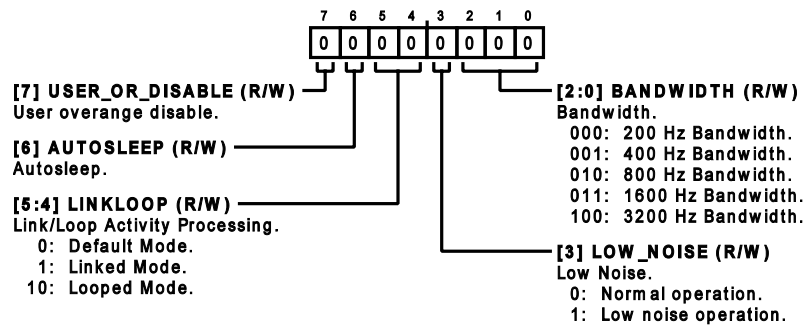 7 6 5 4 3 2 1 0
0 0 0 0 0 0 0 0
[7] USER_OR_DISABLE (R/W)
User overange disable.
[6] AUTOSLEEP (R/W)
Autosleep.
[5:4] LINKLOOP (R/W)
Link/Loop Activity Processing.
0: Default Mode.
1: Linked Mode.
10: Looped Mode.
[2:0] BANDWIDTH (R/W)
Bandwidth.
000: 200 Hz Bandwidth.
001: 400 Hz Bandwidth.
010: 800 Hz Bandwidth.
011: 1600 Hz Bandwidth.
100: 3200 Hz Bandwidth.
[3] LOW_NOISE (R/W)
Low Noise.
0: Normal operation.
1: Low noise operation.